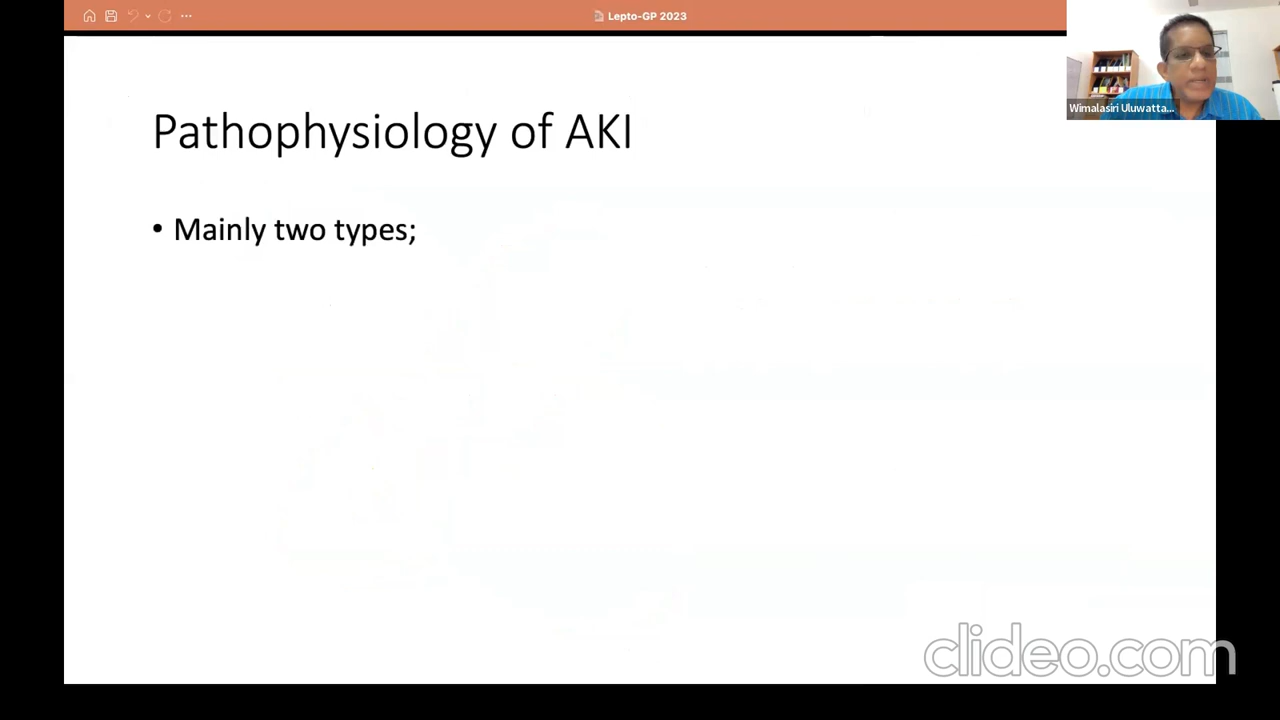 Lepto-GP 2023
Wimalasiri Uluwatta...
Pathophysiology of AKI
• Mainly two types;
clideo.com